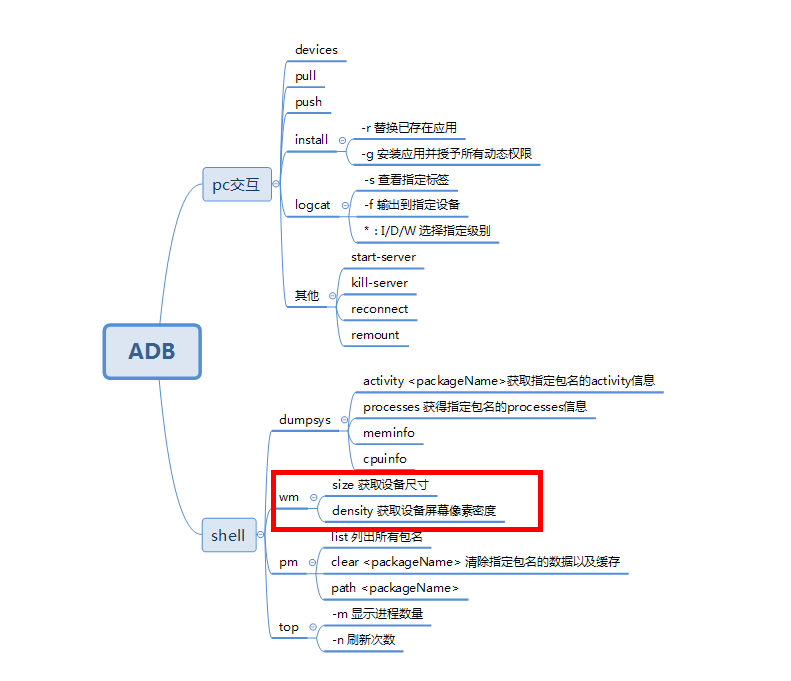 devices
pull
push
install
-r 替换已存在应用
-g 安装应用并授予所有动态权限
pc交互
logcat
-s 查看指定标签
-f 输出到指定设备
* : I/D/W 选择指定级别
其他
start-server
kill-server
reconnect
remount
ADB
dumpsys
activity <packageName>获取指定包名的activity信息
processes 获得指定包名的processes信息
meminfo
cpuinfo
wm
size 获取设备尺寸
density 获取设备屏幕像素密度
shell
pm
list 列出所有包名
clear <packageName> 清除指定包名的数据以及缓存
path <packageName>
top
-m 显示进程数量
-n 刷新次数